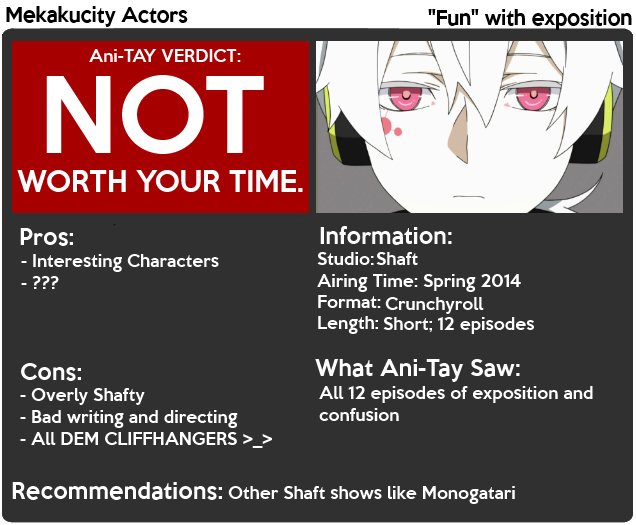 Mekakucity Actors
"Fun" with exposition
Ani-TAY VERDICT:
NOT
WORTH YOUR TIME.
Pros:
- Interesting Characters
- ???
Information:
Studio: Shaft
Airing Time: Spring 2014
Format: Crunchyroll
Length: Short; 12 episodes
Cons:
- Overly Shafty
- Bad writing and directing
- All DEM CLIFFHANGERS >_>
What Ani-Tay Saw:
All 12 episodes of exposition and
confusion
Recommendations: Other Shaft shows like Monogatari